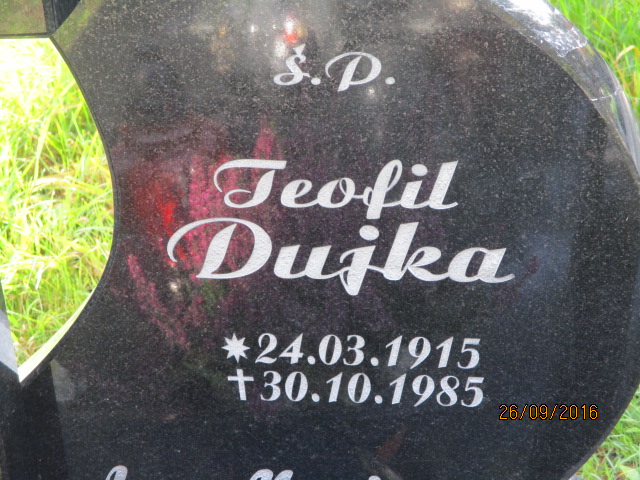 Ś.P.
Teofil
Dujka
✷24.03.1915
✝30.10.1985
26/09/2016